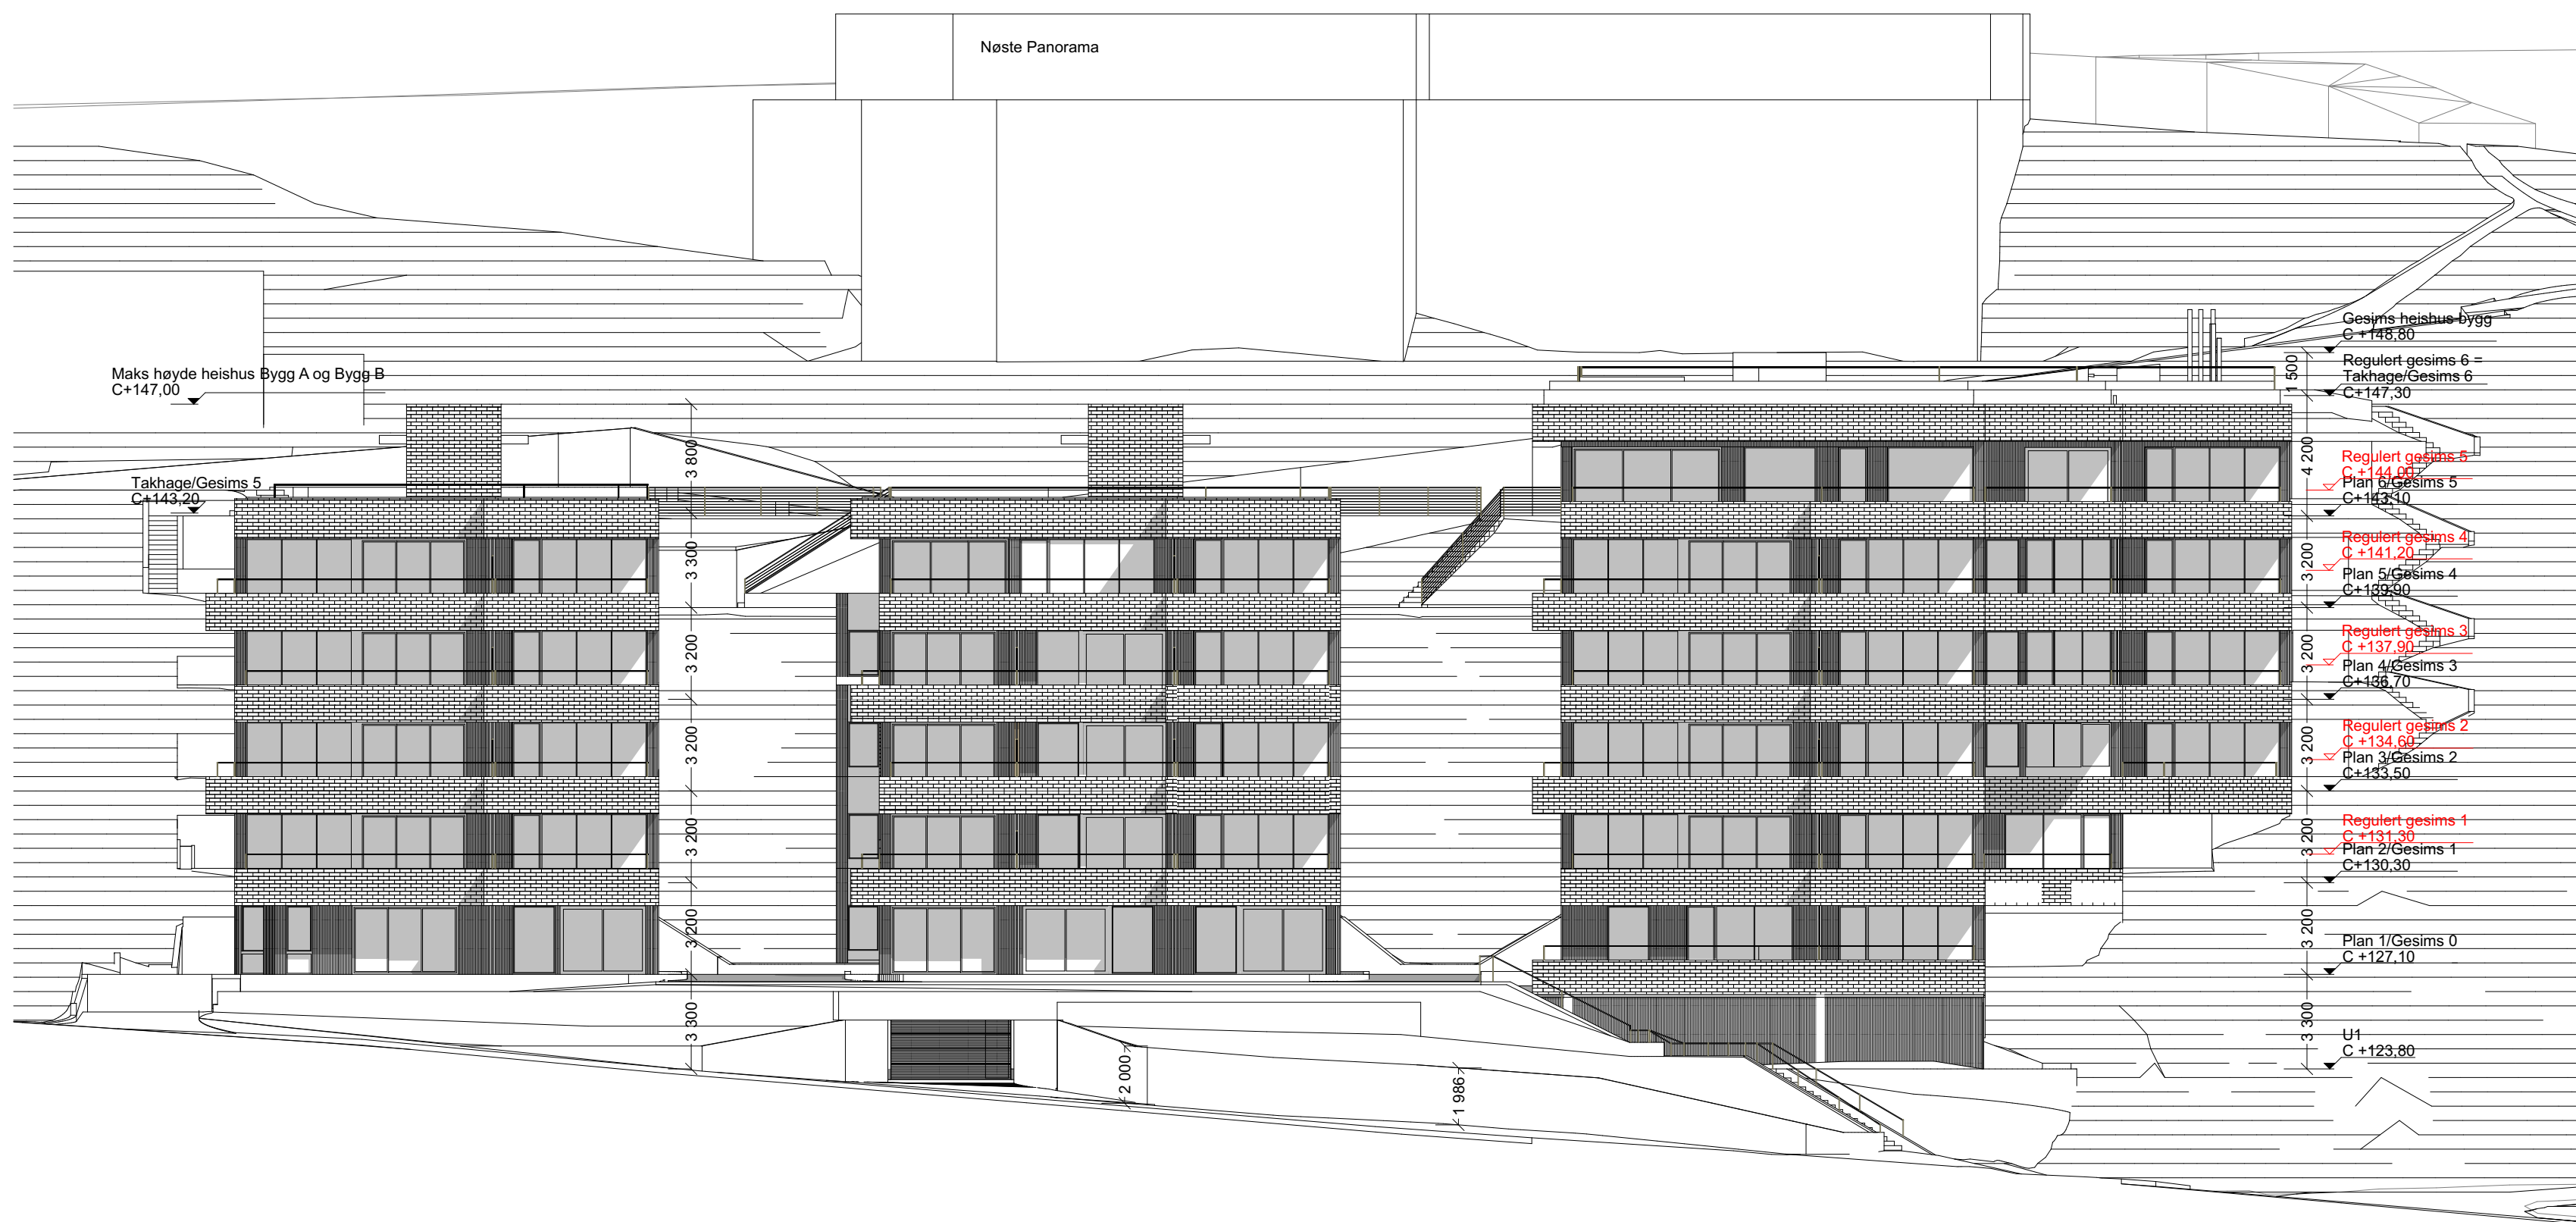 Nøste Panorama
Maks høyde heishus Bygg A og Bygg B
C+147,00
Takhage/Gesims 5
C+143,20
3 800
3 300
3 200
3 200
3 200
3 200
3 300
2 000
1 986
1 500
4 200
3 200
3 200
3 200
3 200
3 200
3 300
Gesims heishus bygg
C +148,80
Regulert gesims 6 =
Takhage/Gesims 6
C+147,30
Regulert gesims 5
C +144,00
Plan 6/Gesims 5
C+143,10
Regulert gesims 4
C +141,20
Plan 5/Gesims 4
C+139,90
Regulert gesims 3
C +137,90
Plan 4/Gesims 3
C+136,70
Regulert gesims 2
C +134,60
Plan 3/Gesims 2
C+133,50
Regulert gesims 1
C +131,30
Plan 2/Gesims 1
C+130,30
Plan 1/Gesims 0
C +127,10
U1
C +123,80